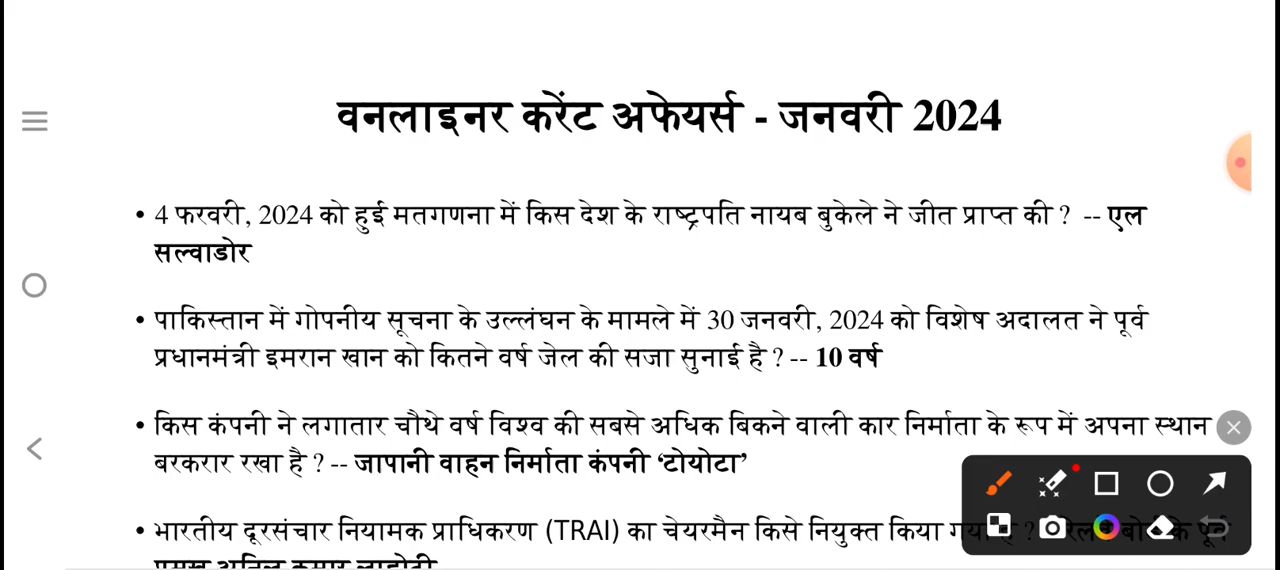 वनलाइनर करेंट अफेयर्स - जनवरी 2024
• 4 फरवरी, 2024 को हुई मतगणना में किस देश के राष्ट्रपति नायब बुकेले ने जीत प्राप्त की ? -- एल
सल्वाडोर
• पाकिस्तान में गोपनीय सूचना के उल्लंघन के मामले में 30 जनवरी, 2024 को विशेष अदालत ने पूर्व
प्रधानमंत्री इमरान खान को कितने वर्ष जेल की सजा सुनाई है ? -- 10 वर्ष
• किस कंपनी ने लगातार चौथे वर्ष विश्व की सबसे अधिक बिकने वाली कार निर्माता के रूप में अपना स्थान
बरकरार रखा है ? -- जापानी वाहन निर्माता कंपनी ‘टोयोटा’
• भारतीय दूरसंचार नियामक प्राधिकरण (TRAI) का चेयरमैन किसे नियुक्त किया के पूर्व